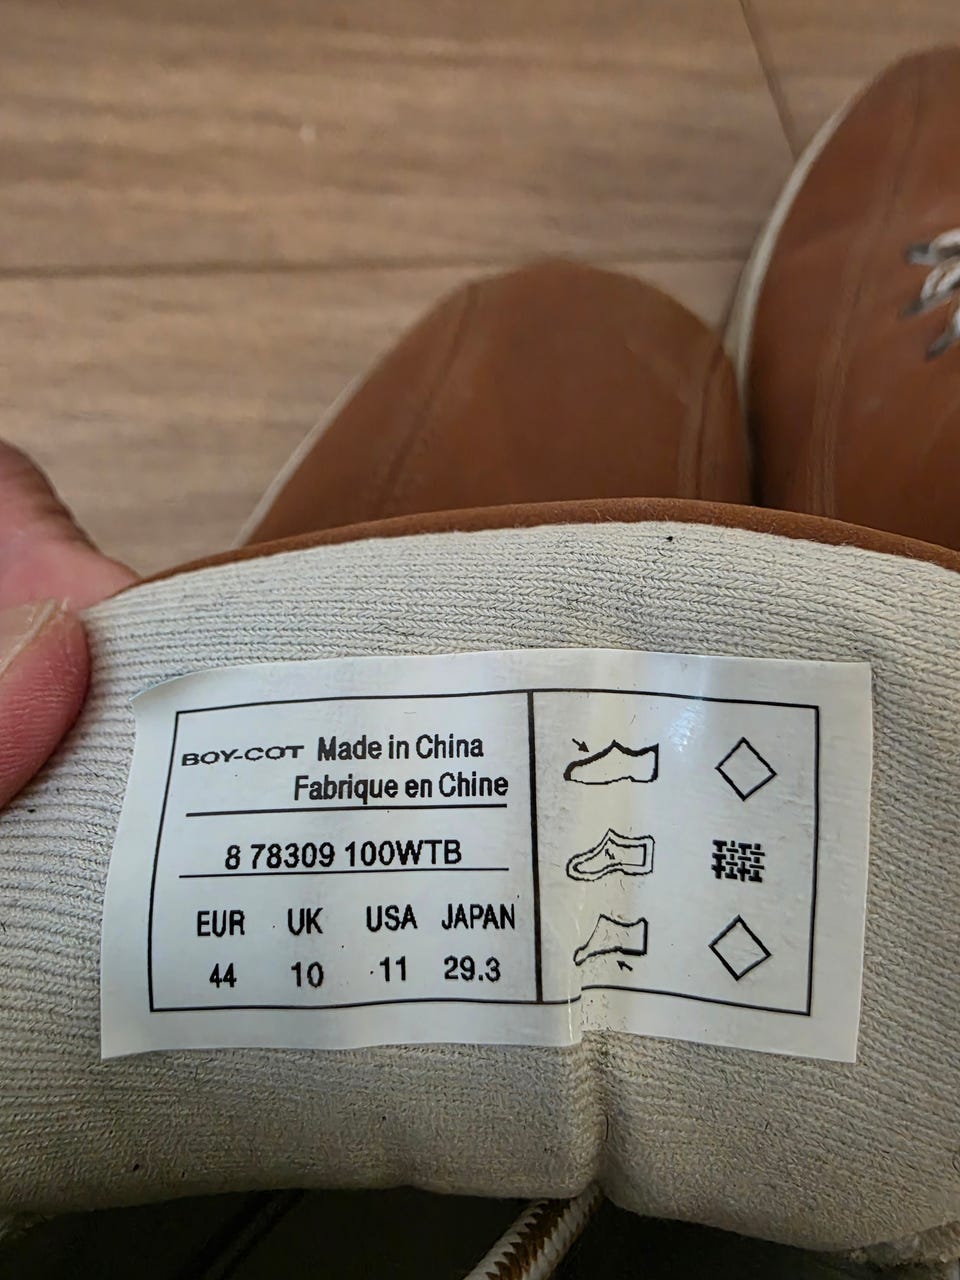 BOY-COT Made in China
Fabrique en Chine
8 78309 100WTB
EUR UK USA JAPAN
44 10 11 29.3